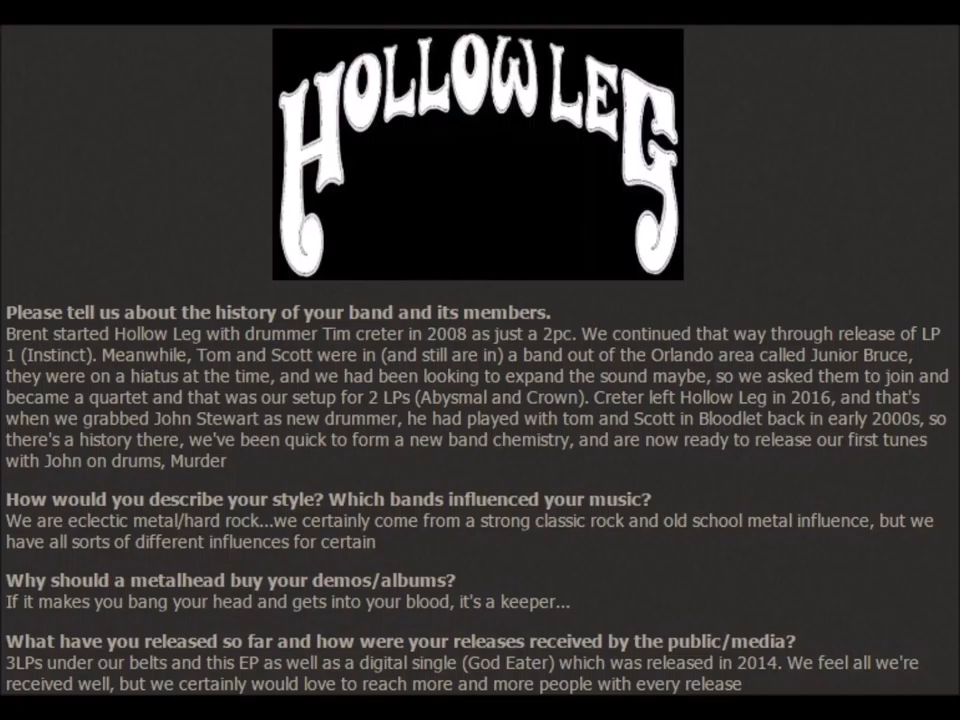 HOLLOW LEG
Please tell us about the history of your band and its members.
Brent started Hollow Leg with drummer Tim creter in 2008 as just a 2pc. We continued that way through release of LP
1 (Instinct). Meanwhile, Tom and Scott were in (and still are in) a band out of the Orlando area called Junior Bruce,
they were on a hiatus at the time, and we had been looking to expand the sound maybe, so we asked them to join and
became a quartet and that was our setup for 2 LPs (Abysmal and Crown). Creter left Hollow Leg in 2016, and that's
when we grabbed John Stewart as new drummer, he had played with tom and Scott in Bloodlet back in early 2000s, so
there's a history there, we've been quick to form a new band chemistry, and are now ready to release our first tunes
with John on drums, Murder
How would you describe your style? Which bands influenced your music?
We are eclectic metal/hard rock...we certainly come from a strong classic rock and old school metal influence, but we
have all sorts of different influences for certain
Why should a metalhead buy your demos/albums?
If it makes you bang your head and gets into your blood, it's a keeper...
What have you released so far and how were your releases received by the public/media?
3LPs under our belts and this EP as well as a digital single (God Eater) which was released in 2014. We feel all we're
received well, but we certainly would love to reach more and more people with every release